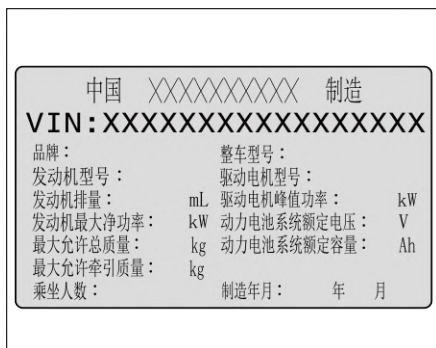 中国 XXXXXXXXXX 制造
VIN:XXXXXXXXXXXXXXXXX
品牌： 整车型号：
发动机型号： 驱动电机型号：
发动机排量： mL 驱动电机峰值功率： kW
发动机最大净功率： kW 动力电池系统额定电压： V
最大允许总质量： kg 动力电池系统额定容量： Ah
最大允许牵引质量： kg
乘坐人数： 制造年月： 年 月